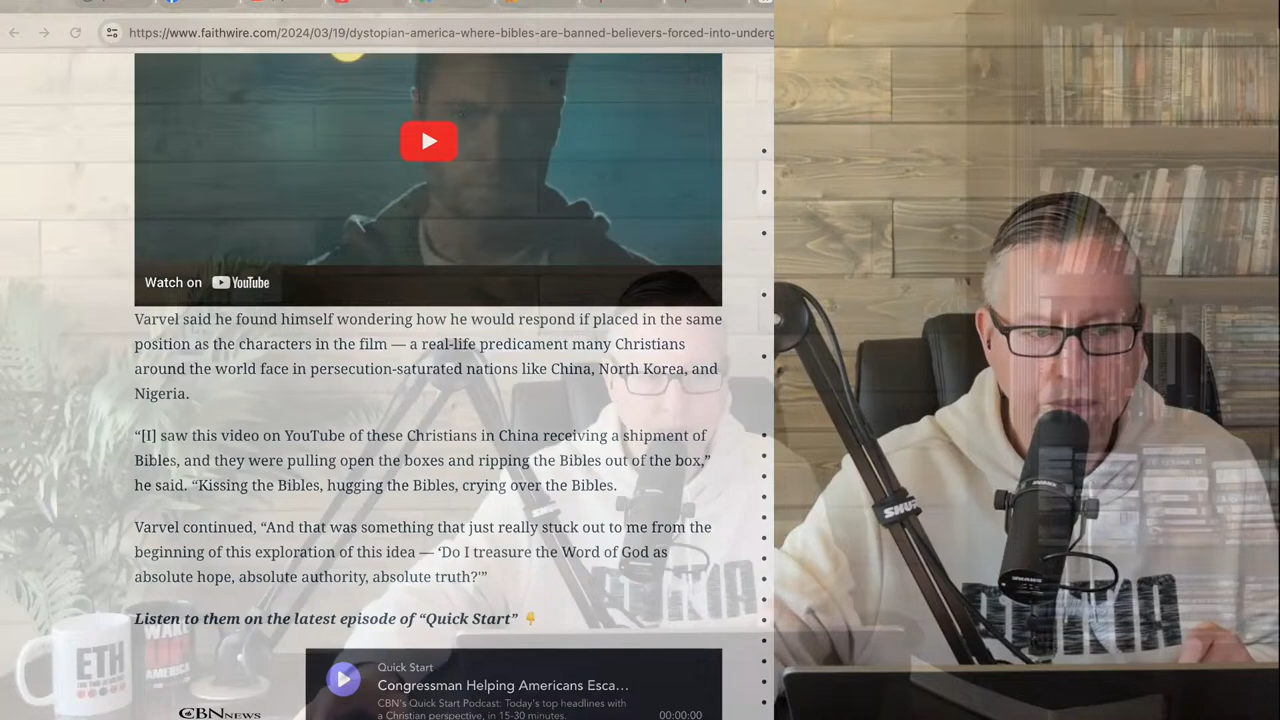 https://www.faithwire.com/2024/03/19/dystopian-america-where-bibles-are-banned-believers-forced-into-underg
Watch on YouTube
Varvel said he found himself wondering how he would respond if placed in the same
position as the characters in the film — a real-life predicament many Christians
around the world face in persecution-saturated nations like China, North Korea, and
Nigeria.
“[I] saw this video on YouTube of these Christians in China receiving a shipment of
Bibles, and they were pulling open the boxes and ripping the Bibles out of the box,”
he said. “Kissing the Bibles, hugging the Bibles, crying over the Bibles.
Varvel continued, “And that was something that just really stuck out to me from the
beginning of this exploration of this idea — ‘Do I treasure the Word of God as
absolute hope, absolute authority, absolute truth?’”
Listen to them on the latest episode of “Quick Start” 👇
Quick Start
Congressman Helping Americans Esca…
CBN's Quick Start Podcast: Today's top headlines with
a Christian perspective, in 15-30 minutes.
00:00:00
CBN NEWS
ETH
WAKE
AMERICA
SHURE